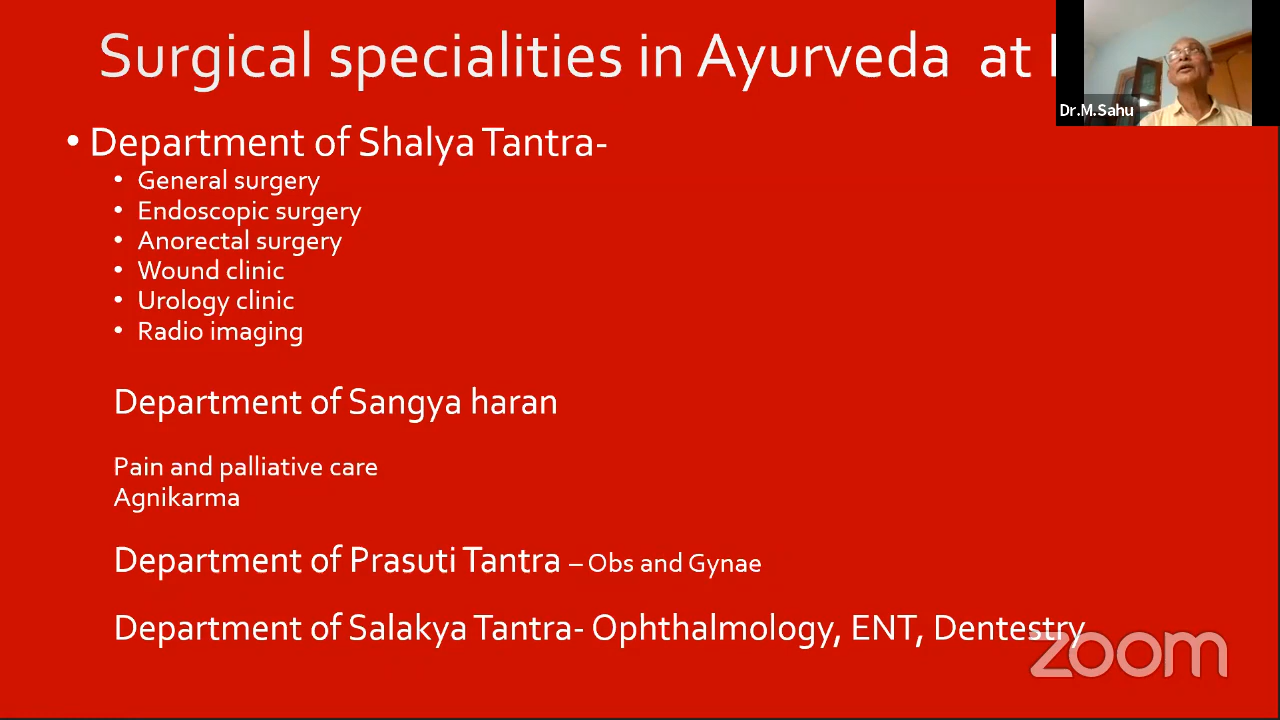 Surgical specialities in Ayurveda at
Dr.M.Sahu
• Department of Shalya Tantra-
• General surgery
• Endoscopic surgery
• Anorectal surgery
• Wound clinic
• Urology clinic
• Radio imaging
Department of Sangya haran
Pain and palliative care
Agnikarma
Department of Prasuti Tantra – Obs and Gynae
Department of Salakya Tantra- Ophthalmology, ENT, Dentestry
zoom